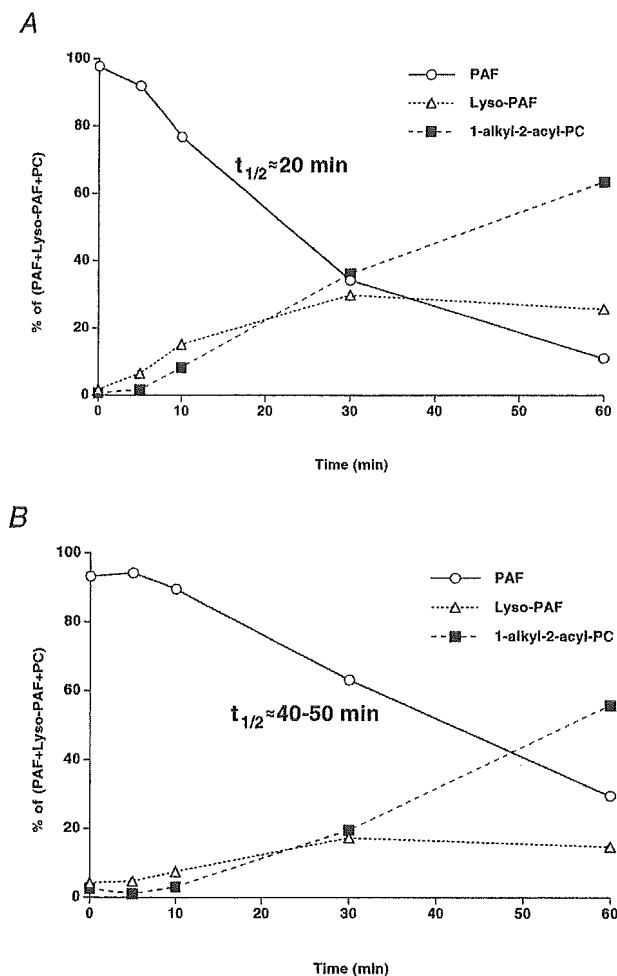 A
100
80
60
40
20
0
% of (PAF+Lyso-PAF+PC)
PAF
Lyso-PAF
1-alkyl-2-acyl-PC
t1/2≈20 min
0 10 20 30 40 50 60
Time (min)
B
100
80
60
40
20
0
% of (PAF+Lyso-PAF+PC)
PAF
Lyso-PAF
1-alkyl-2-acyl-PC
t1/2≈40-50 min
0 10 20 30 40 50 60
Time (min)